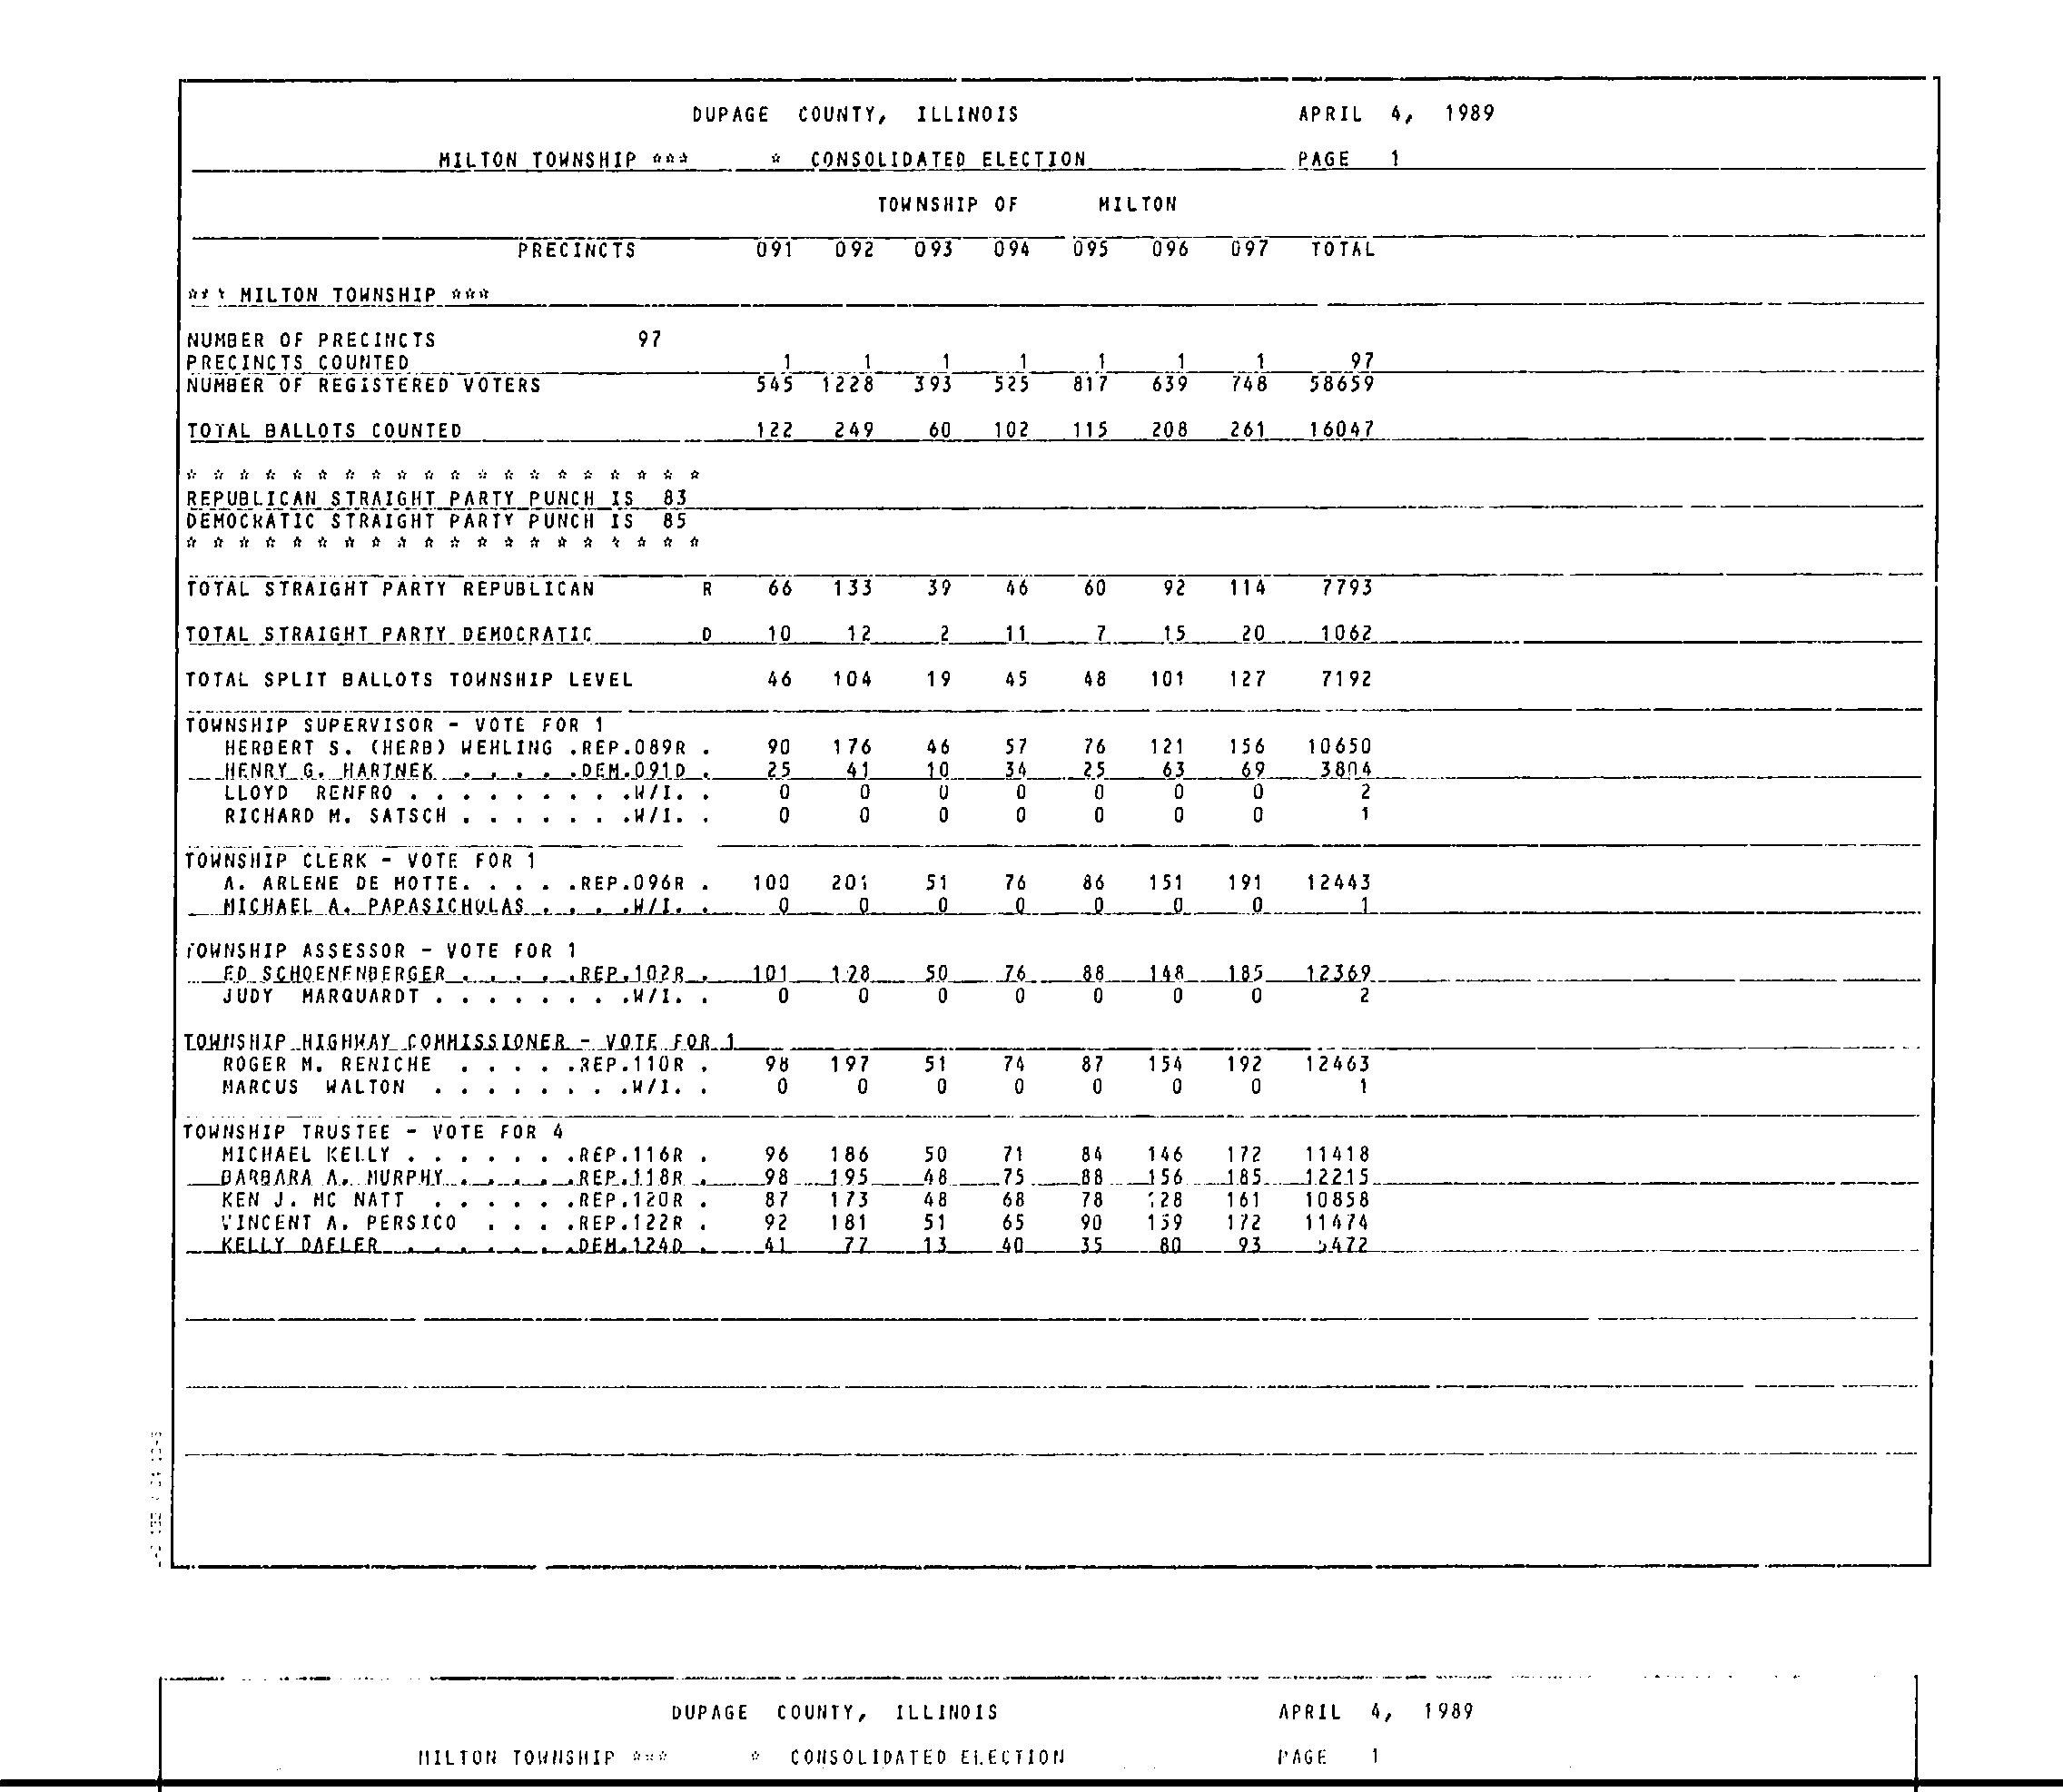 DUPAGE COUNTY, ILLINOIS APRIL 4, 1989
MILTON TOWNSHIP *** * CONSOLIDATED ELECTION PAGE 1
TOWNSHIP OF MILTON
PRECINCTS 091 092 093 094 095 096 097 TOTAL
*** MILTON TOWNSHIP ***
NUMBER OF PRECINCTS 97
PRECINCTS COUNTED 1 1 1 1 1 1 1 97
NUMBER OF REGISTERED VOTERS 545 1228 393 525 817 639 748 58659
TOTAL BALLOTS COUNTED 122 249 60 102 115 208 261 16047
* * * * * * * * * * * * * * * * * * * *
REPUBLICAN STRAIGHT PARTY PUNCH IS 83
DEMOCRATIC STRAIGHT PARTY PUNCH IS 85
* * * * * * * * * * * * * * * * * * * *
TOTAL STRAIGHT PARTY REPUBLICAN R 66 133 39 46 60 92 114 7793
TOTAL STRAIGHT PARTY DEMOCRATIC D 10 12 2 11 7 15 20 1062
TOTAL SPLIT BALLOTS TOWNSHIP LEVEL 46 104 19 45 48 101 127 7192
TOWNSHIP SUPERVISOR - VOTE FOR 1
HERBERT S. (HERB) WEHLING .REP.089R . 90 176 46 57 76 121 156 10650
HENRY G. HARTNEK . . . . .DEM.091D . 25 41 10 34 25 63 69 3804
LLOYD RENFRO . . . . . . . . .W/I. . 0 0 0 0 0 0 0 2
RICHARD M. SATSCH . . . . . . .W/I. . 0 0 0 0 0 0 0 1
TOWNSHIP CLERK - VOTE FOR 1
A. ARLENE DE MOTTE. . . . .REP.096R . 100 201 51 76 86 151 191 12443
MICHAEL A. PAPASICHOLAS . . . .W/I. . 0 0 0 0 0 0 0 1
TOWNSHIP ASSESSOR - VOTE FOR 1
ED SCHOENENBERGER . . . . .REP.102R . 101 128 50 76 88 148 185 12369
JUDY MARQUARDT . . . . . . . .W/I. . 0 0 0 0 0 0 0 2
TOWNSHIP HIGHWAY COMMISSIONER - VOTE FOR 1
ROGER M. RENICHE . . . . .REP.110R . 98 197 51 74 87 154 192 12463
MARCUS WALTON . . . . . . . .W/I. . 0 0 0 0 0 0 0 1
TOWNSHIP TRUSTEE - VOTE FOR 4
MICHAEL KELLY . . . . . . .REP.116R . 96 186 50 71 84 146 172 11418
BARBARA A. MURPHY . . . . .REP.118R . 98 195 48 75 88 156 185 12215
KEN J. MC NATT . . . . . .REP.120R . 87 173 48 68 78 128 161 10858
VINCENT A. PERSICO . . . .REP.122R . 92 181 51 65 90 172 11474
KELLY DAELER . . . . . . . .DEM.124D . 41 77 13 40 35 80 93 5472
DUPAGE COUNTY, ILLINOIS APRIL 4, 1989
MILTON TOWNSHIP *** * CONSOLIDATED ELECTION PAGE 1